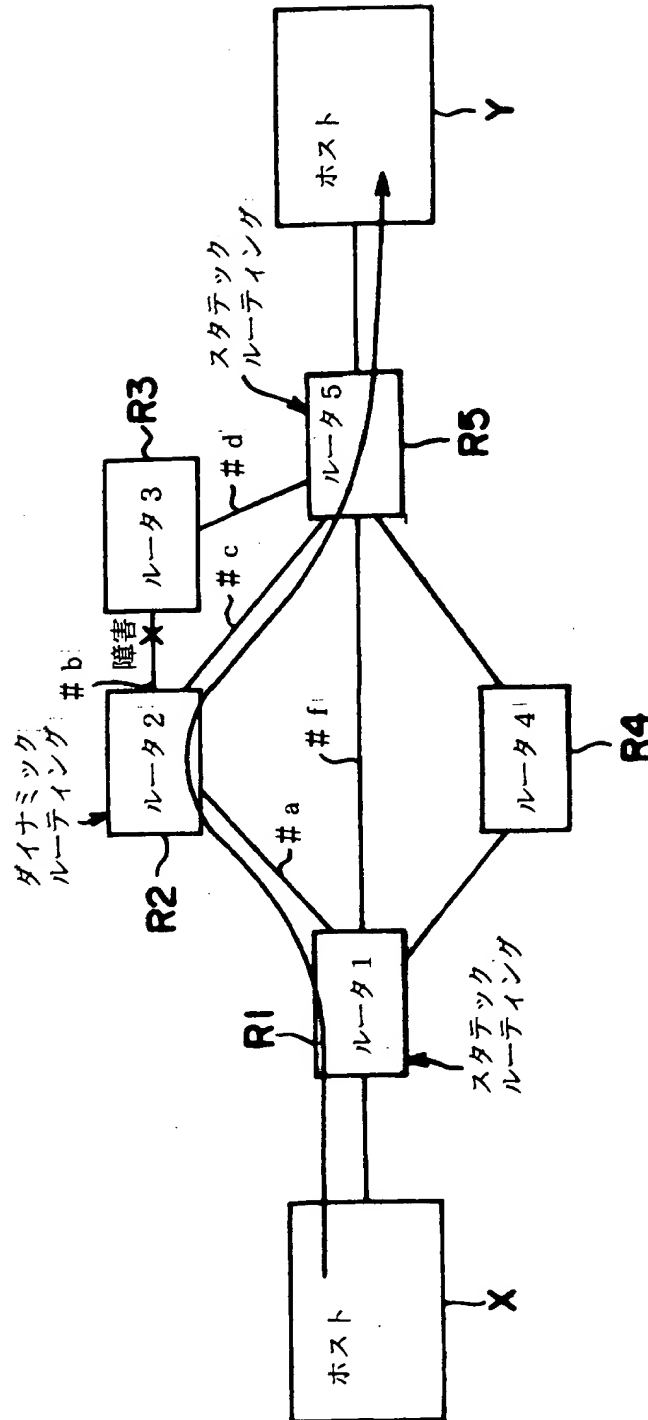 ホスト
X
R1
ルータ1
スタテック
ルーティング
ダイナミック
ルーティング
R2
ルータ2
#b
障害
ルータ3
R3
#a
#c
#d
#f
スタテック
ルーティング
ルータ5
R5
ルータ4
R4
ホスト
Y